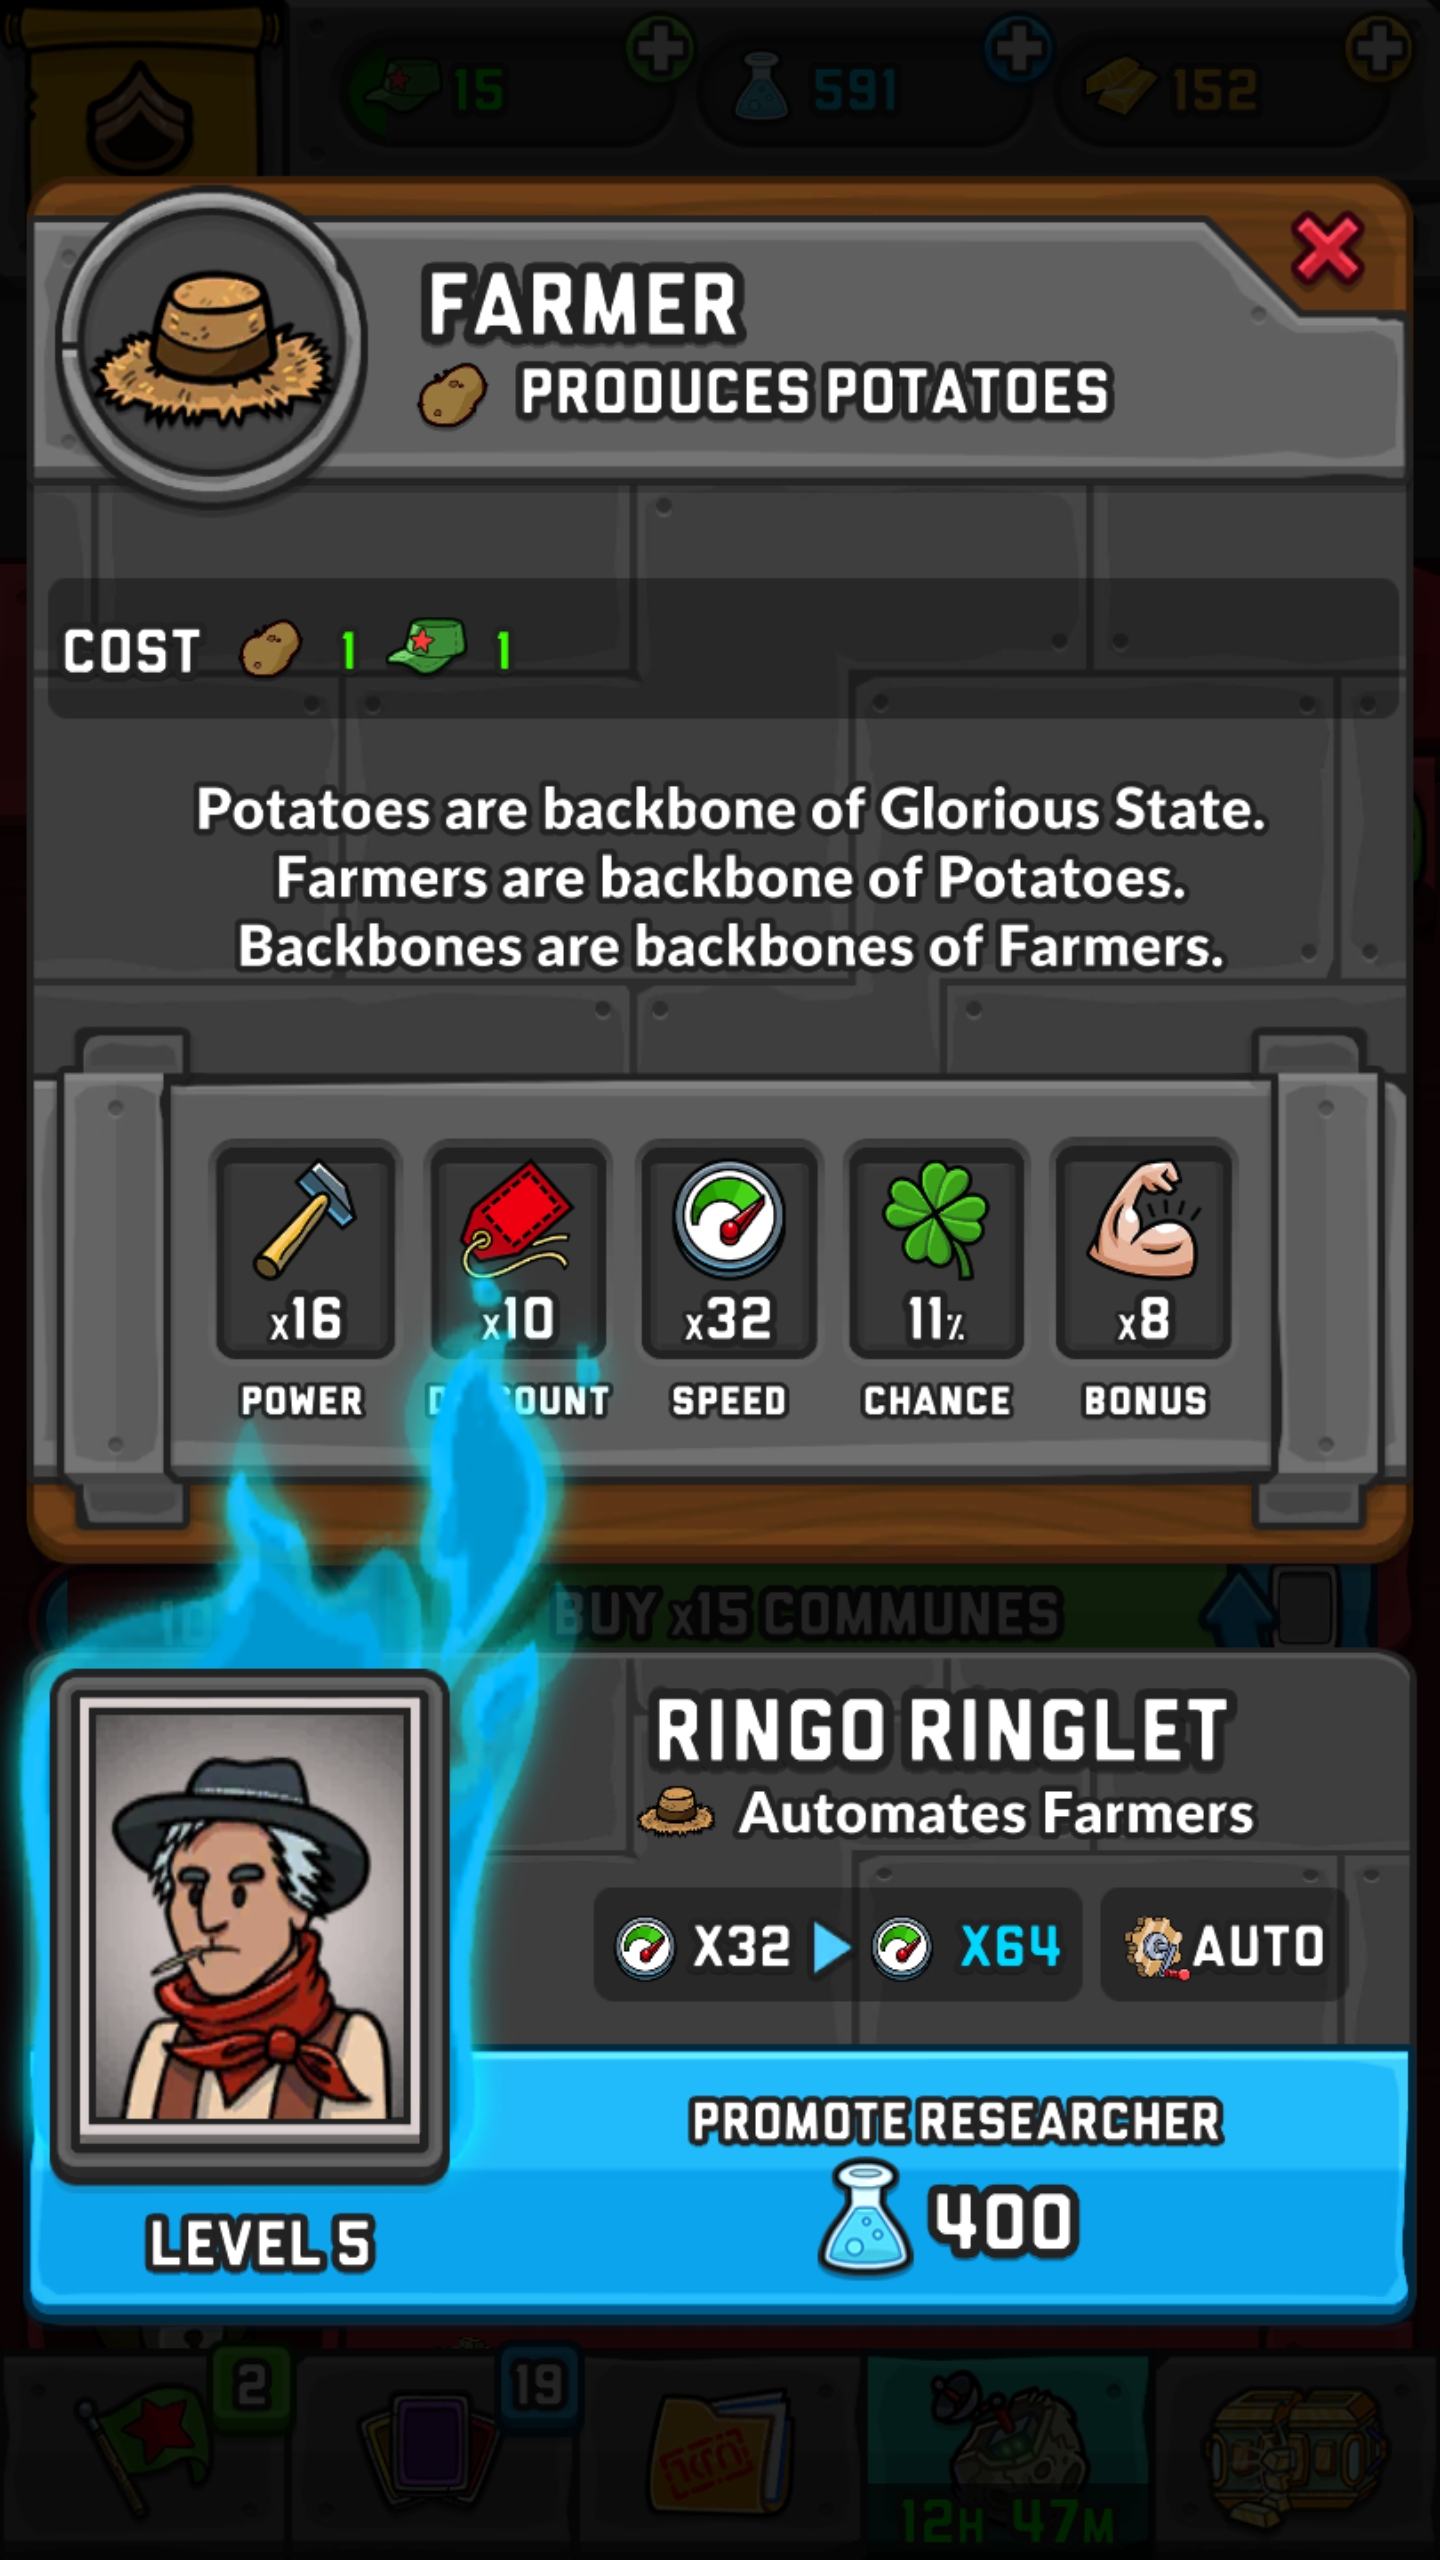 15 591 152
FARMER
PRODUCES POTATOES
COST 1 1
Potatoes are backbone of Glorious State.
Farmers are backbone of Potatoes.
Backbones are backbones of Farmers.
x16 x10 x32 11% x8
POWER DISCOUNT SPEED CHANCE BONUS
10 BUY x15 COMMUNES
RINGO RINGLET
Automates Farmers
X32 X64 AUTO
PROMOTE RESEARCHER
400
LEVEL 5
2 19
12H 47M